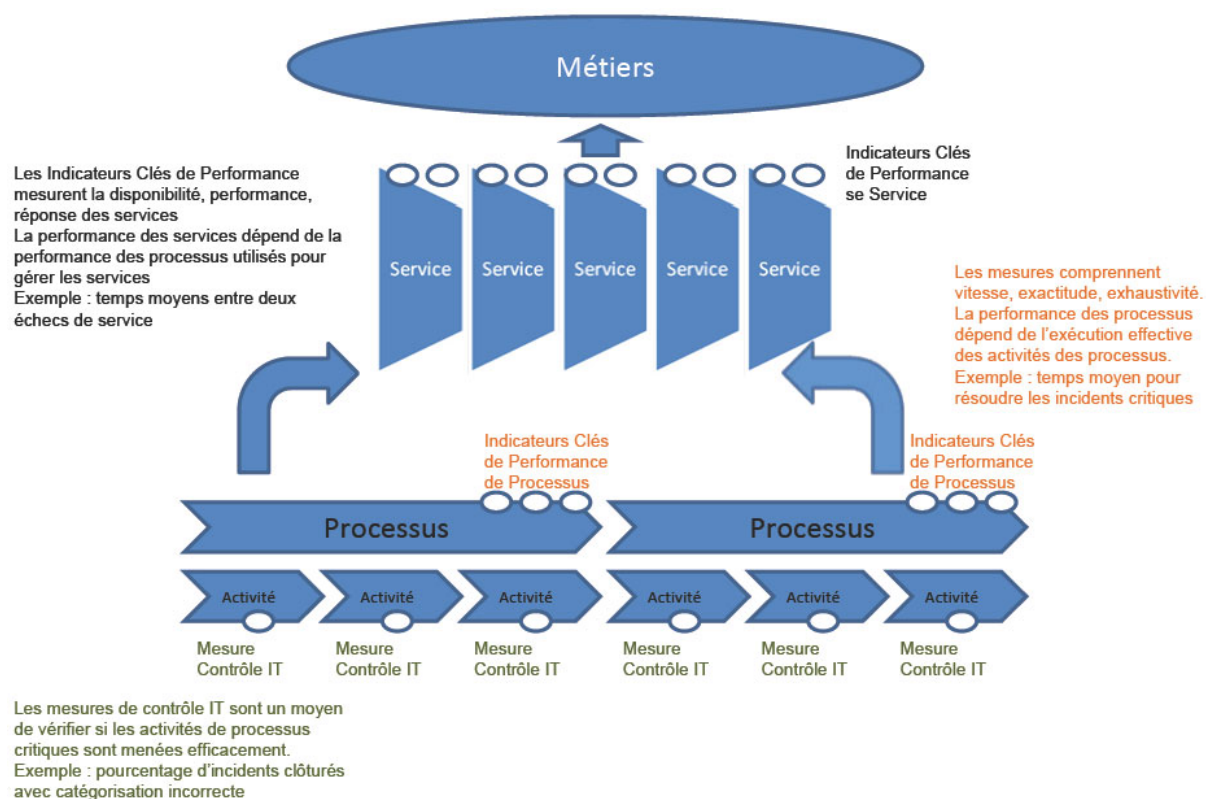 Métiers
Les Indicateurs Clés de Performance
mesurent la disponibilité, performance,
réponse des services
La performance des services dépend de la
performance des processus utilisés pour
gérer les services
Exemple : temps moyens entre deux
échecs de service
Indicateurs Clés
de Performance
se Service
Service
Service
Service
Service
Service
Les mesures comprennent
vitesse, exactitude, exhaustivité.
La performance des processus
dépend de l'exécution effective
des activités des processus.
Exemple : temps moyen pour
résoudre les incidents critiques
Indicateurs Clés
de Performance
de Processus
Indicateurs Clés
de Performance
de Processus
Processus
Processus
Activité
Activité
Activité
Activité
Activité
Activité
Mesure
Contrôle IT
Mesure
Contrôle IT
Mesure
Contrôle IT
Mesure
Contrôle IT
Mesure
Contrôle IT
Mesure
Contrôle IT
Les mesures de contrôle IT sont un moyen
de vérifier si les activités de processus
critiques sont menées efficacement.
Exemple : pourcentage d'incidents clôturés
avec catégorisation incorrecte